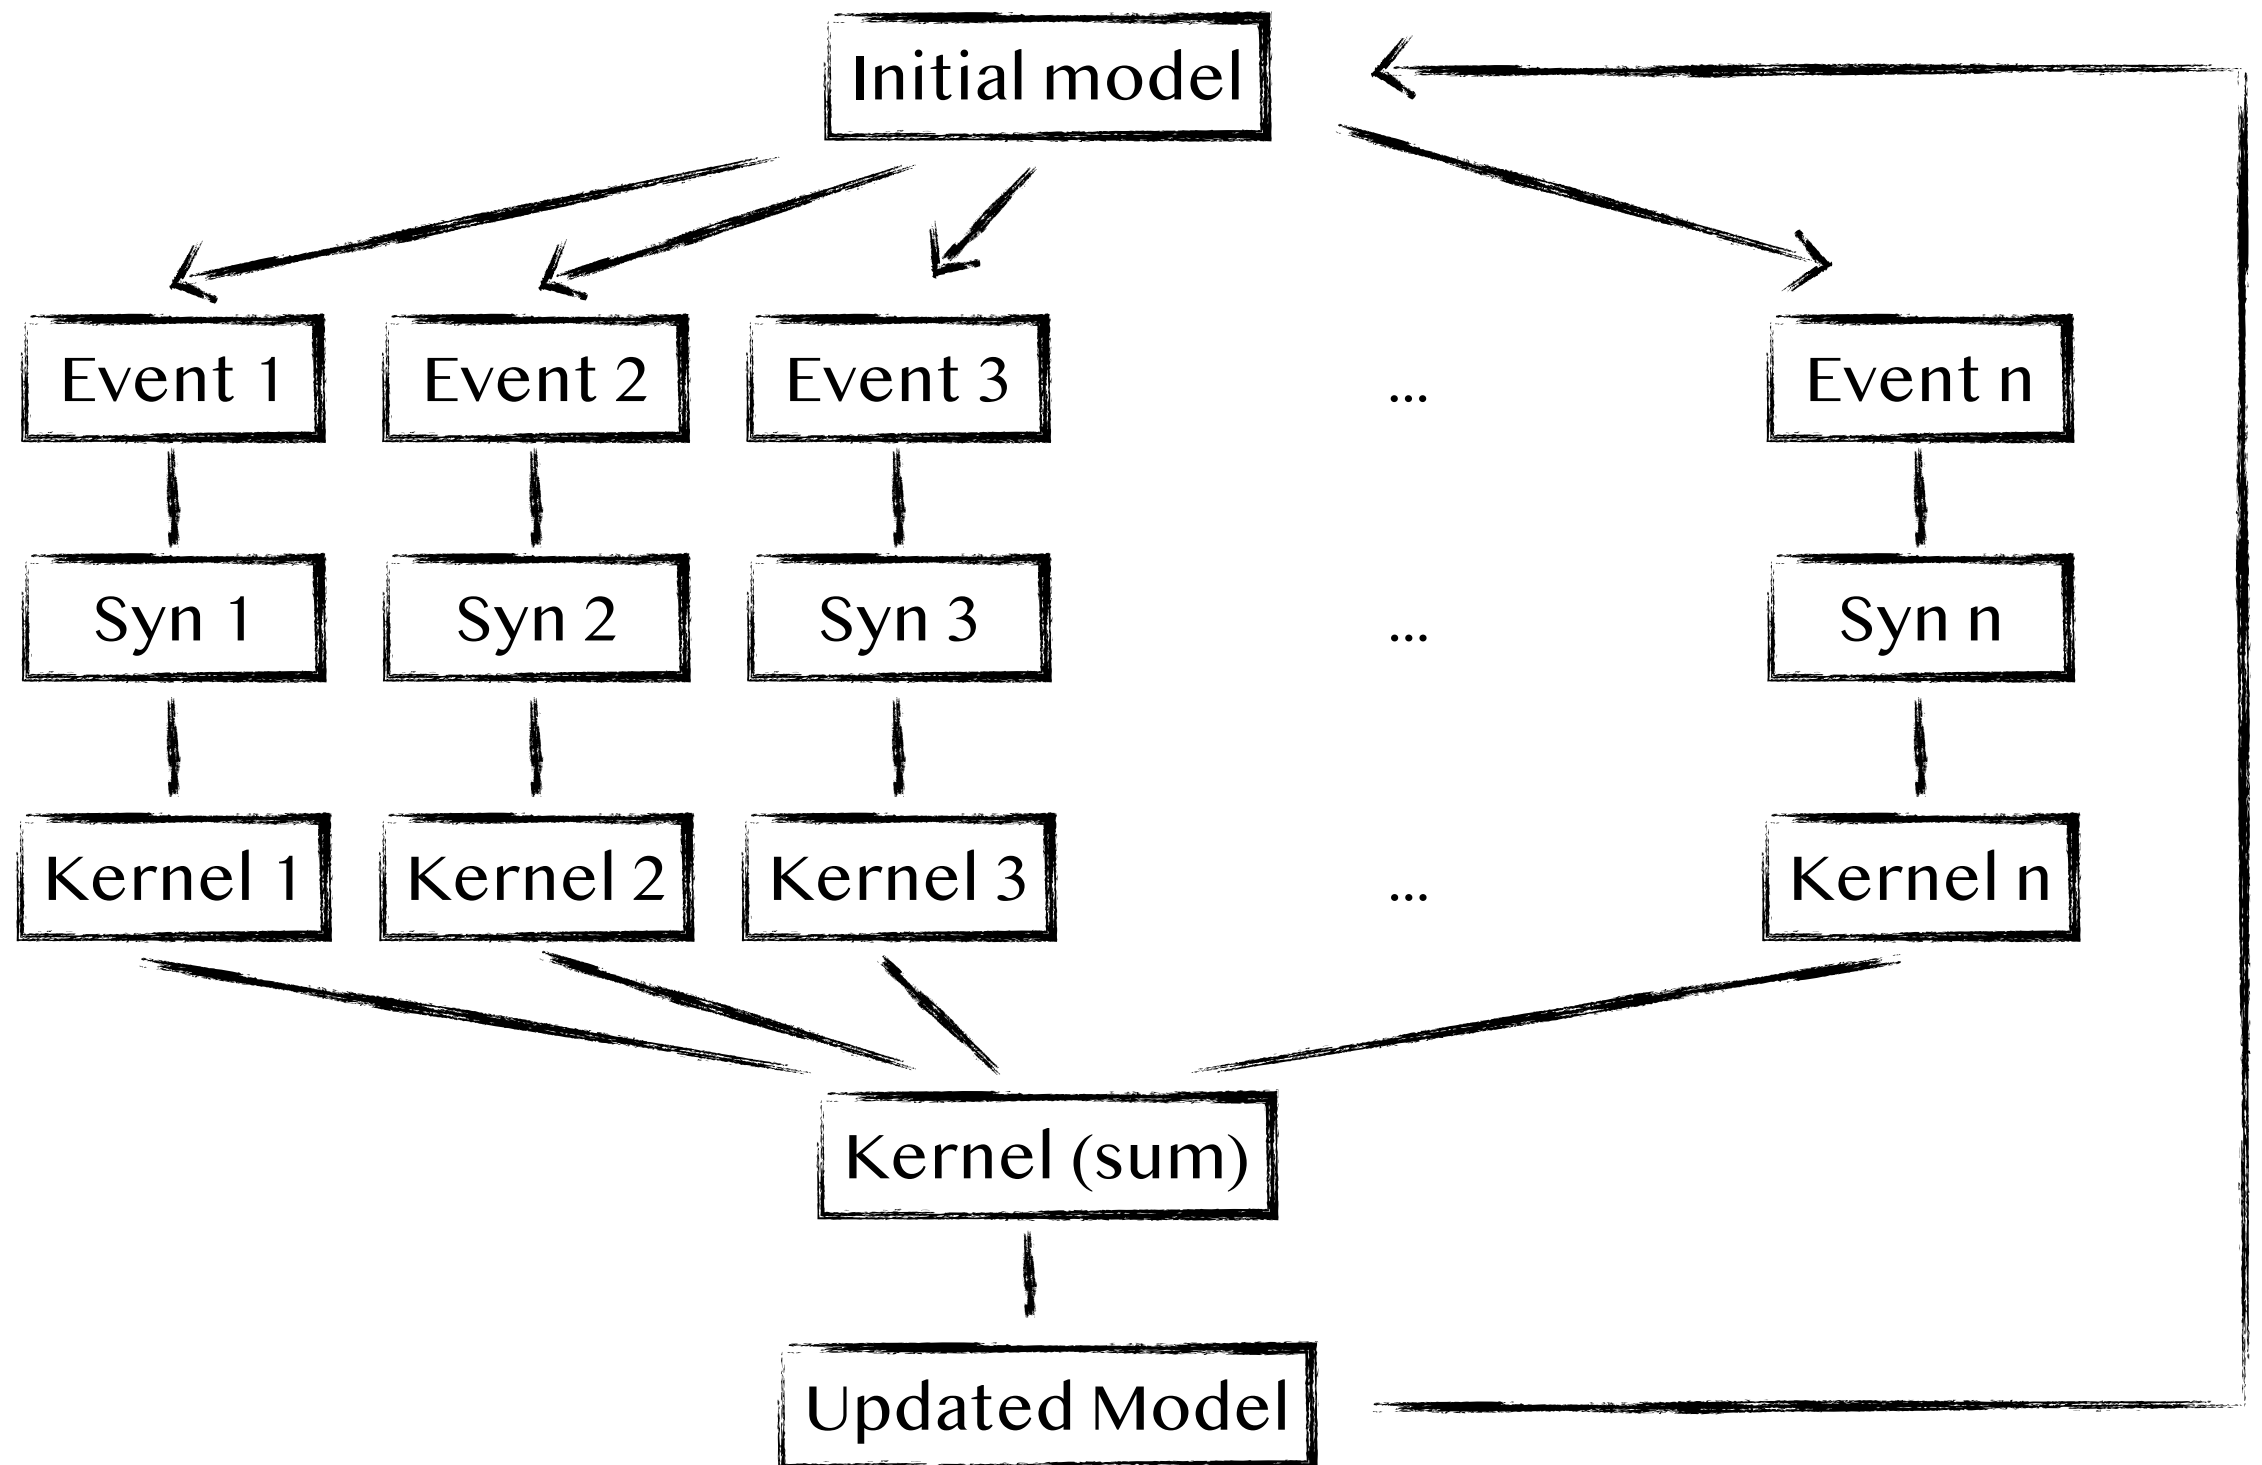 Initial model
Event 1 Event 2 Event 3 ... Event n
Syn 1 Syn 2 Syn 3 ... Syn n
Kernel 1 Kernel 2 Kernel 3 ... Kernel n
Kernel (sum)
Updated Model